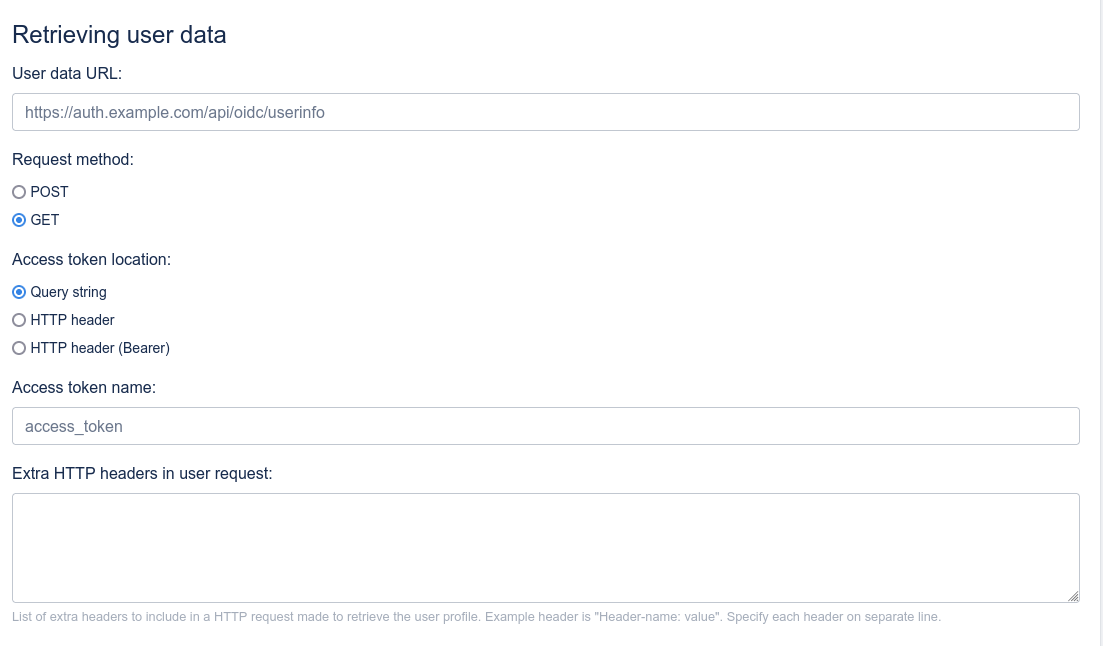 Retrieving user data
User data URL:
https://auth.example.com/api/oidc/userinfo
Request method:
POST
GET
Access token location:
Query string
HTTP header
HTTP header (Bearer)
Access token name:
access_token
Extra HTTP headers in user request:
List of extra headers to include in a HTTP request made to retrieve the user profile. Example header is "Header-name: value". Specify each header on separate line.